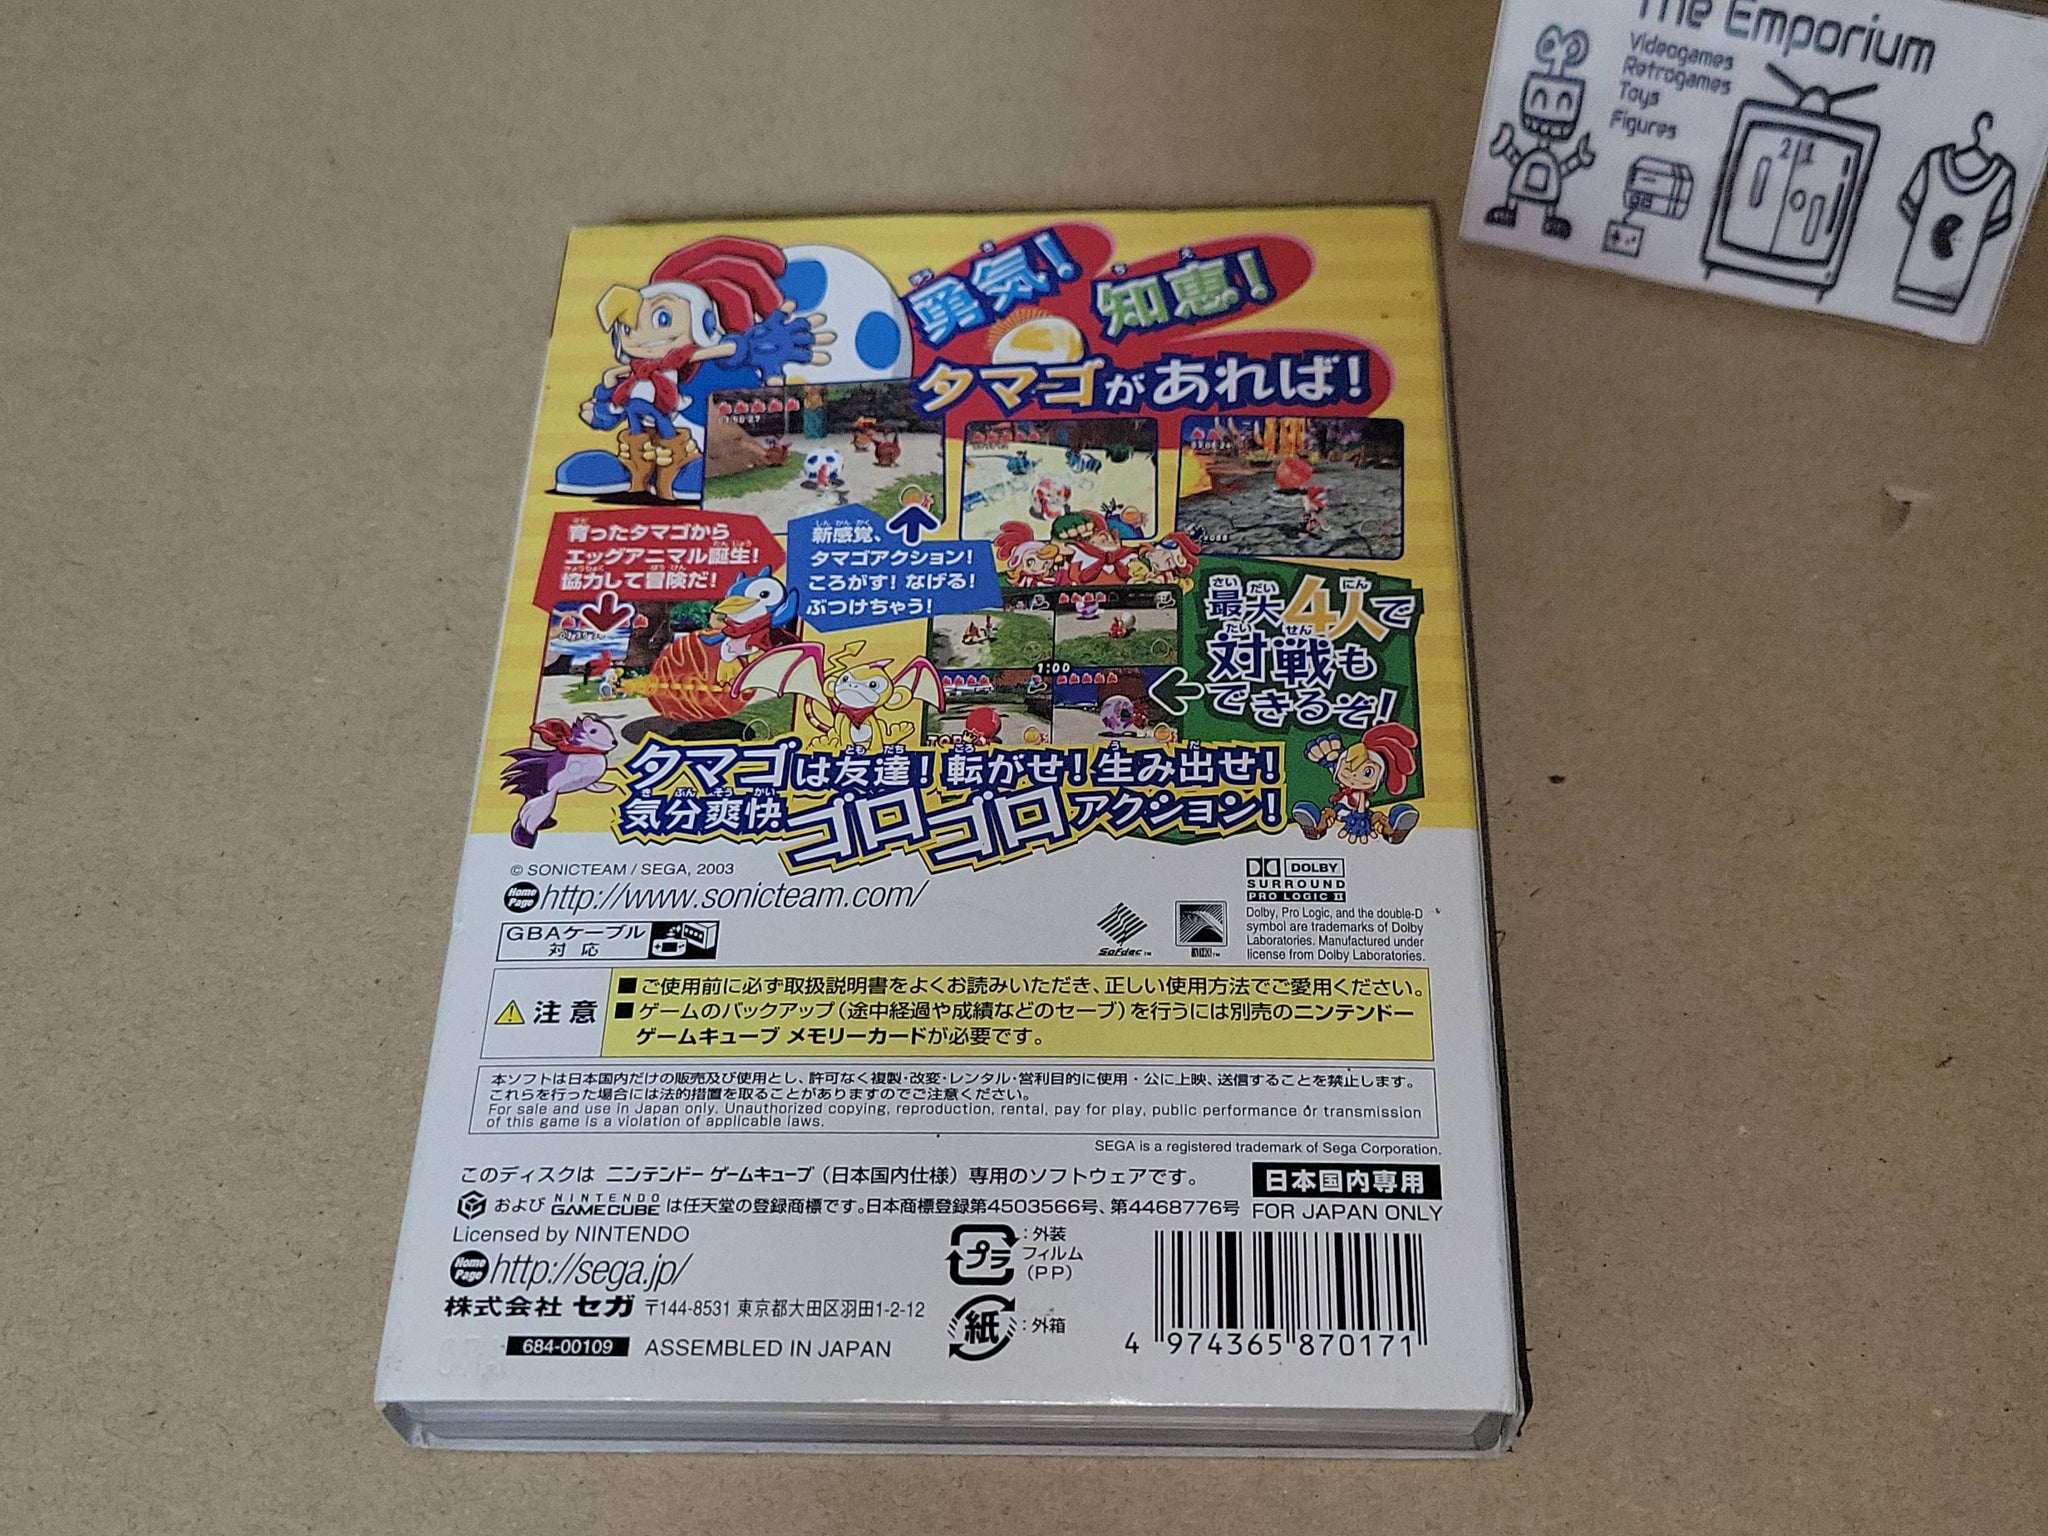 The Emporium
Videogames
Retrogames
Toys
Figures
勇気！
知恵！
タマゴがあれば！
育ったタマゴから
エッグアニマル誕生！
協力して冒険だ！
新感覚、
タマゴアクション！
ころがす！なげる！
ぶつけちゃう！
最大4人で
対戦も
できるぞ！
1:00
タマゴは友達！転がせ！生み出せ！
気分爽快ゴロゴロアクション！
© SONICTEAM / SEGA, 2003
Home Page http://www.sonicteam.com/
GBAケーブル
対応
Sofdec™
DOLBY
SURROUND
PRO LOGIC II
Dolby, Pro Logic, and the double-D
symbol are trademarks of Dolby
Laboratories. Manufactured under
license from Dolby Laboratories.
注意
■ご使用前に必ず取扱説明書をよくお読みいただき、正しい使用方法でご愛用ください。
■ゲームのバックアップ（途中経過や成績などのセーブ）を行うには別売のニンテンドー
ゲームキューブ メモリーカードが必要です。
本ソフトは日本国内だけの販売及び使用とし、許可なく複製・改変・レンタル・営利目的に使用・公に上映、送信することを禁止します。
これらを行った場合には法的措置を取ることがありますのでご注意ください。
For sale and use in Japan only. Unauthorized copying, reproduction, rental, pay for play, public performance or transmission
of this game is a violation of applicable laws.
SEGA is a registered trademark of Sega Corporation.
このディスクは ニンテンドー ゲームキューブ（日本国内仕様）専用のソフトウェアです。
日本国内専用
および NINTENDO GAMECUBE は任天堂の登録商標です。日本商標登録第4503566号、第4468776号
FOR JAPAN ONLY
Licensed by NINTENDO
Home Page http://sega.jp/
株式会社 セガ 〒144-8531 東京都大田区羽田1-2-12
684-00109 ASSEMBLED IN JAPAN
プラ：外装
フィルム
（PP）
紙：外箱
4 974365 870171